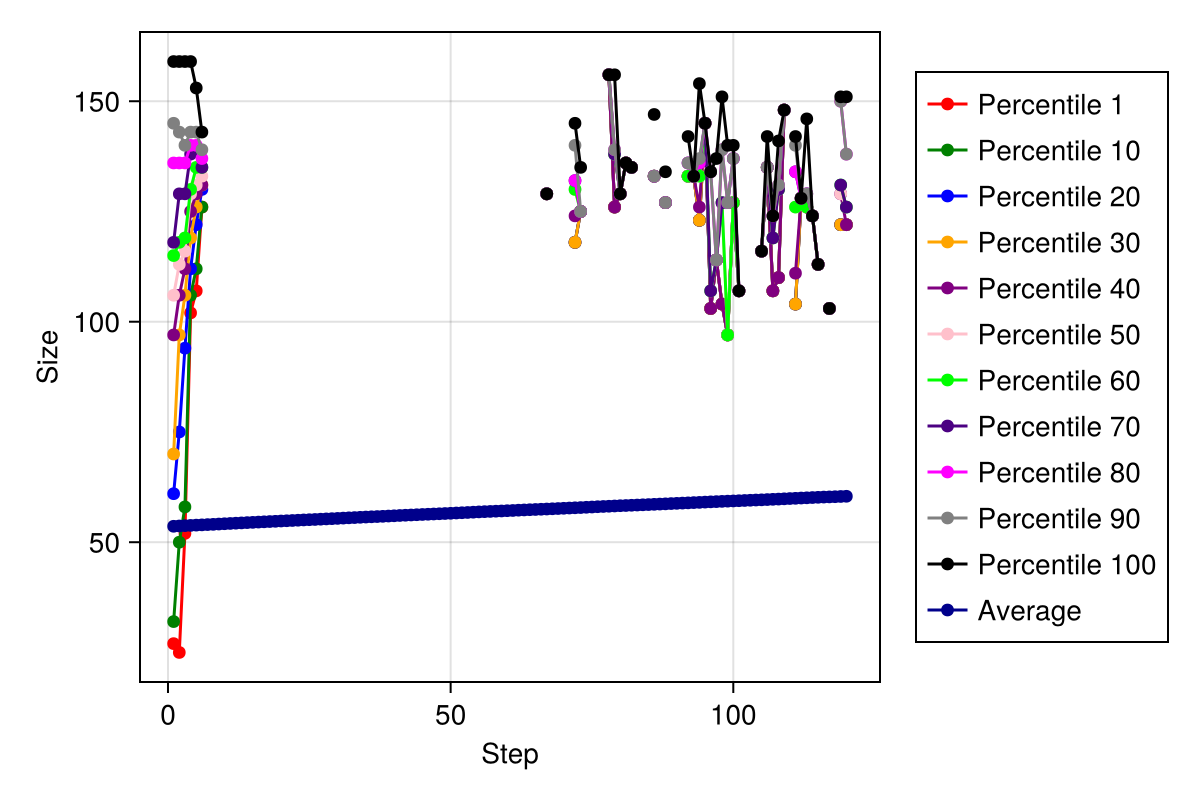 150
100
50
Size
0
50
100
Step
Percentile 1
Percentile 10
Percentile 20
Percentile 30
Percentile 40
Percentile 50
Percentile 60
Percentile 70
Percentile 80
Percentile 90
Percentile 100
Average